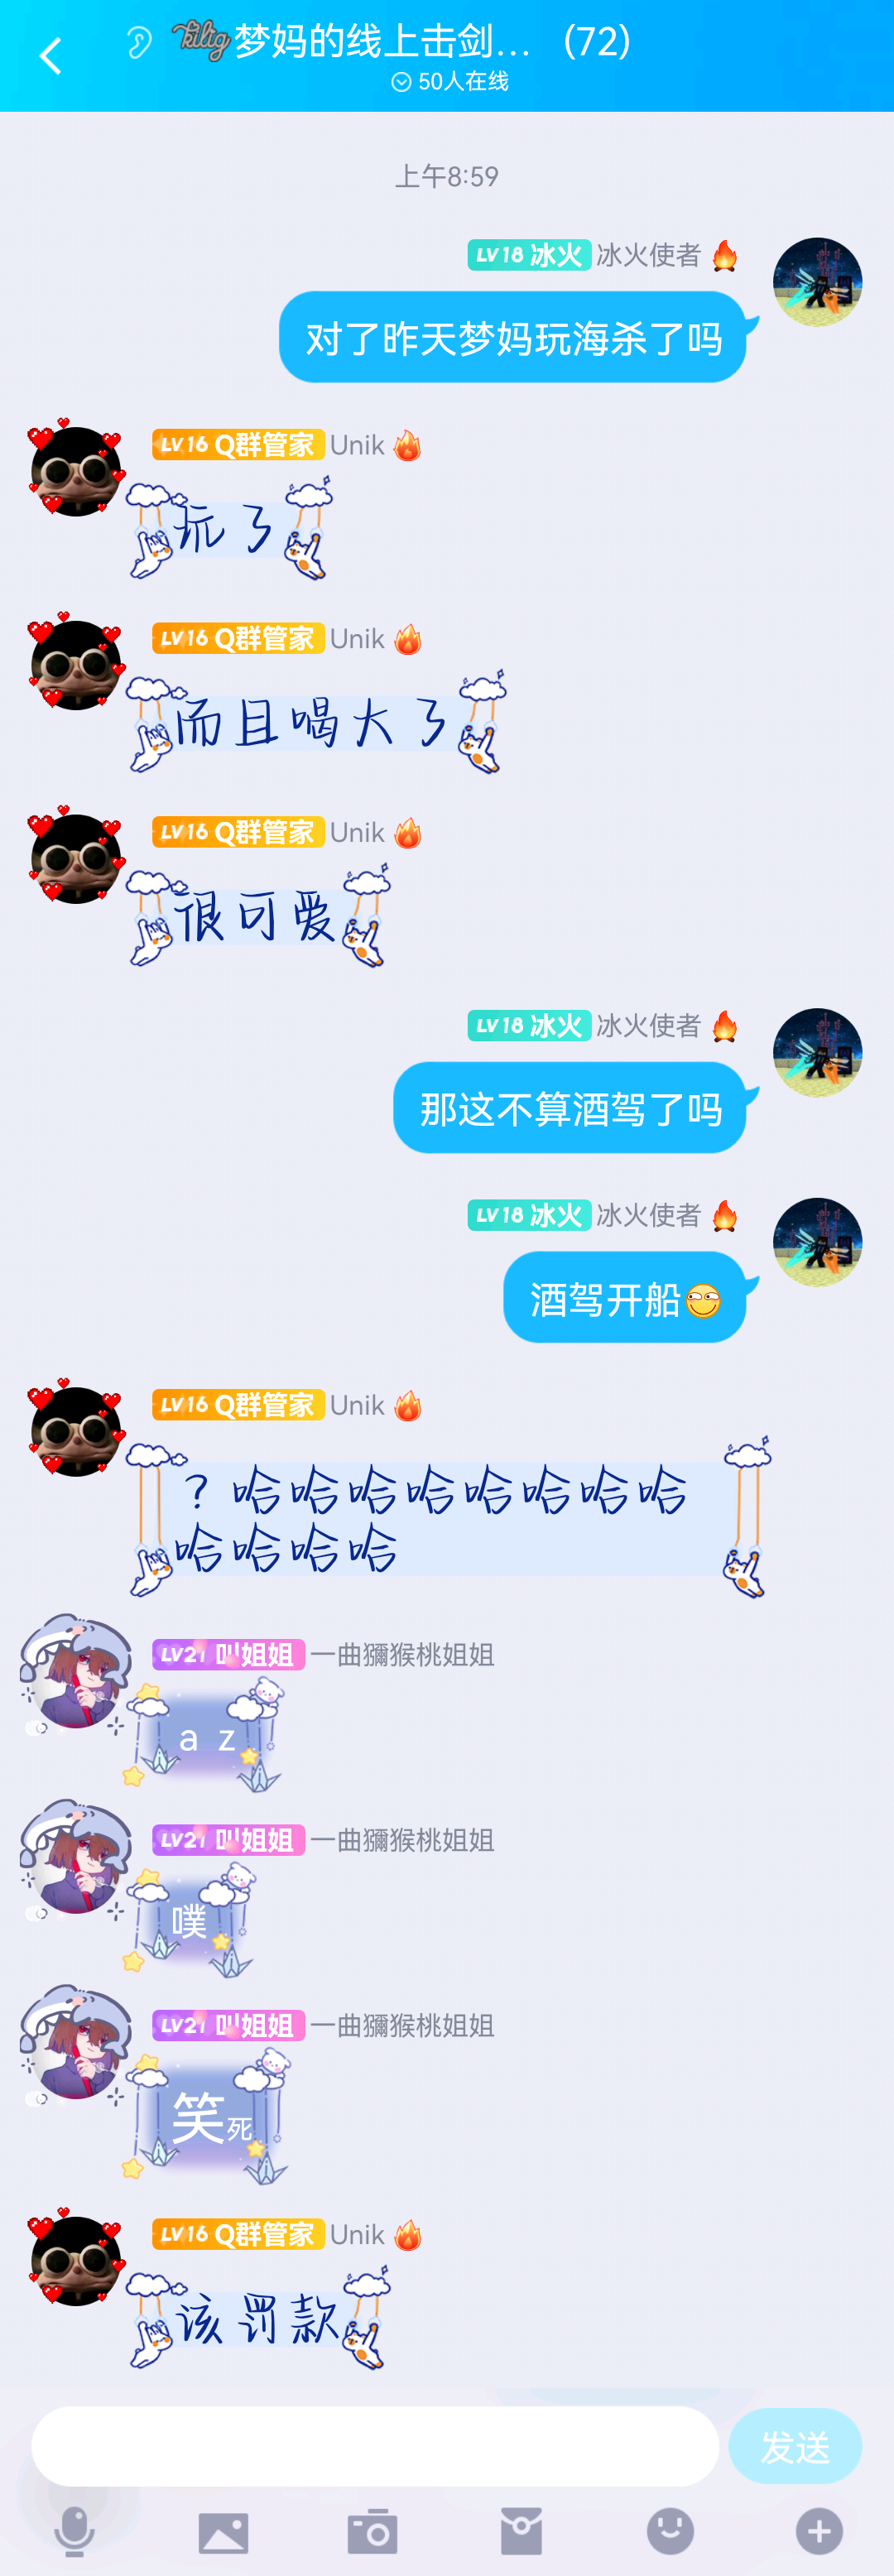 kilig梦妈的线上击剑... (72)
50人在线
上午8:59
LV18 冰火 冰火使者
对了昨天梦妈玩海杀了吗
LV16 Q群管家 Unik
玩了
LV16 Q群管家 Unik
而且喝大了
LV16 Q群管家 Unik
很可爱
LV18 冰火 冰火使者
那这不算酒驾了吗
LV18 冰火 冰火使者
酒驾开船
LV16 Q群管家 Unik
？哈哈哈哈哈哈哈哈
哈哈哈哈
LV21 叫姐姐 一曲獼猴桃姐姐
a z
LV21 叫姐姐 一曲獼猴桃姐姐
噗
LV21 叫姐姐 一曲獼猴桃姐姐
笑死
LV16 Q群管家 Unik
该罚款
发送